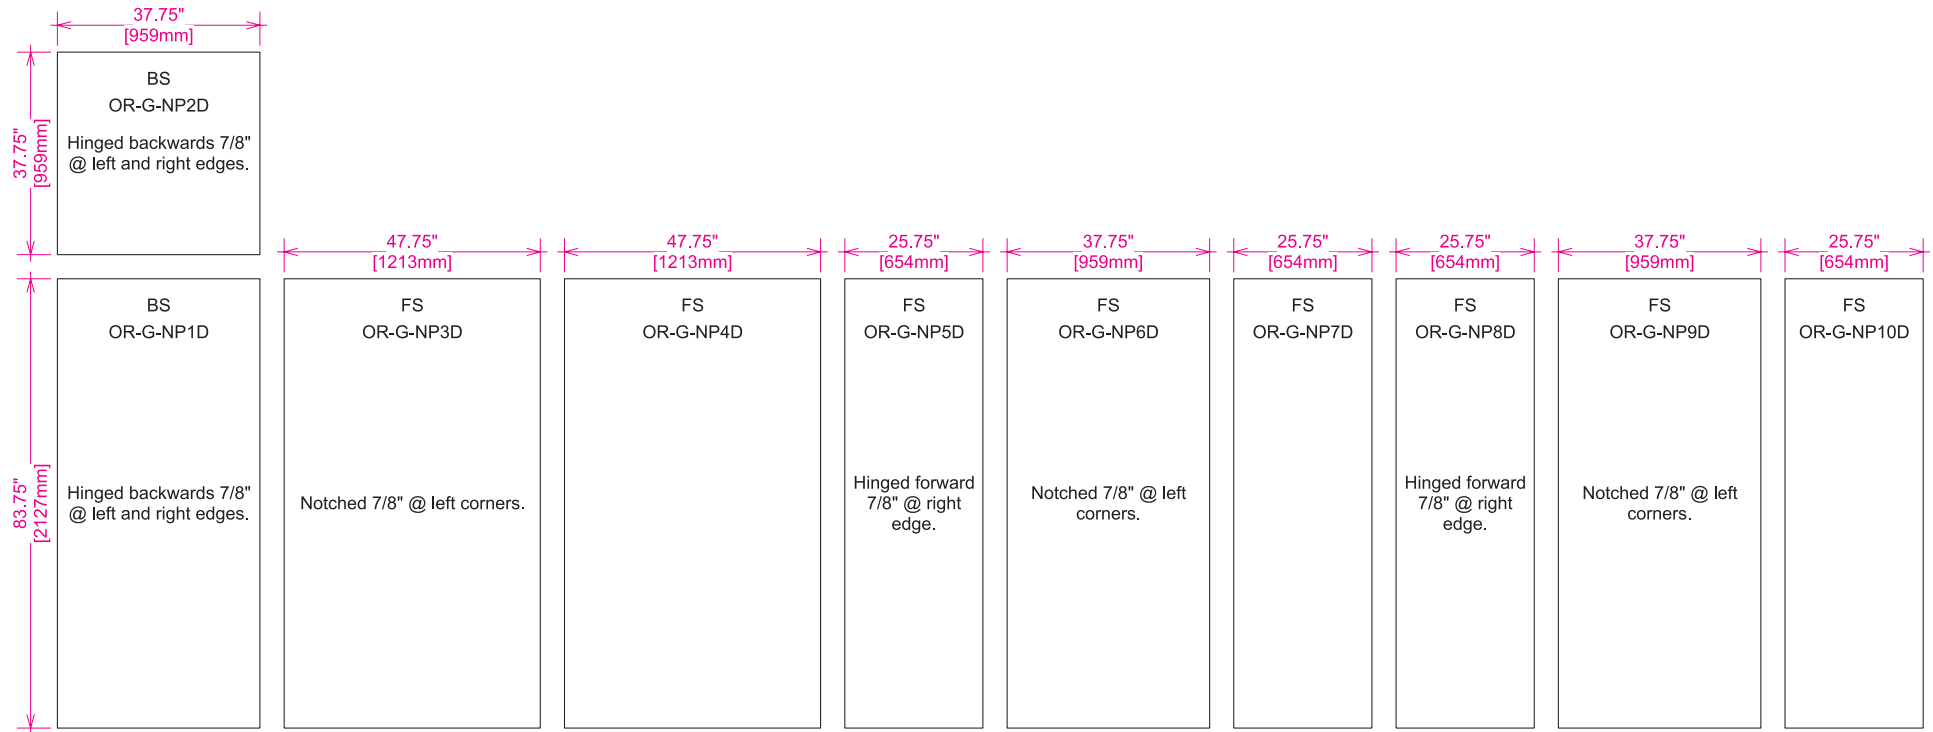 37.75"
[959mm]
37.75"
[959mm]
BS
OR-G-NP2D
Hinged backwards 7/8"
@ left and right edges.
47.75"
[1213mm]
47.75"
[1213mm]
25.75"
[654mm]
37.75"
[959mm]
25.75"
[654mm]
25.75"
[654mm]
37.75"
[959mm]
25.75"
[654mm]
83.75"
[2127mm]
BS
OR-G-NP1D
Hinged backwards 7/8"
@ left and right edges.
FS
OR-G-NP3D
Notched 7/8" @ left corners.
FS
OR-G-NP4D
FS
OR-G-NP5D
Hinged forward
7/8" @ right
edge.
FS
OR-G-NP6D
Notched 7/8" @ left
corners.
FS
OR-G-NP7D
FS
OR-G-NP8D
Hinged forward
7/8" @ right
edge.
FS
OR-G-NP9D
Notched 7/8" @ left
corners.
FS
OR-G-NP10D